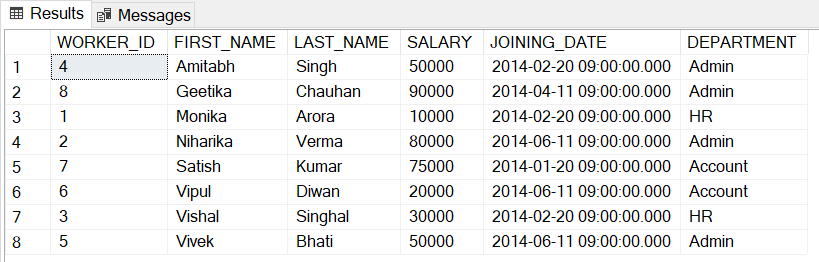 Results Messages
WORKER_ID FIRST_NAME LAST_NAME SALARY JOINING_DATE DEPARTMENT
1 4 Amitabh Singh 50000 2014-02-20 09:00:00.000 Admin
2 8 Geetika Chauhan 90000 2014-04-11 09:00:00.000 Admin
3 1 Monika Arora 10000 2014-02-20 09:00:00.000 HR
4 2 Niharika Verma 80000 2014-06-11 09:00:00.000 Admin
5 7 Satish Kumar 75000 2014-01-20 09:00:00.000 Account
6 6 Vipul Diwan 20000 2014-06-11 09:00:00.000 Account
7 3 Vishal Singhal 30000 2014-02-20 09:00:00.000 HR
8 5 Vivek Bhati 50000 2014-06-11 09:00:00.000 Admin